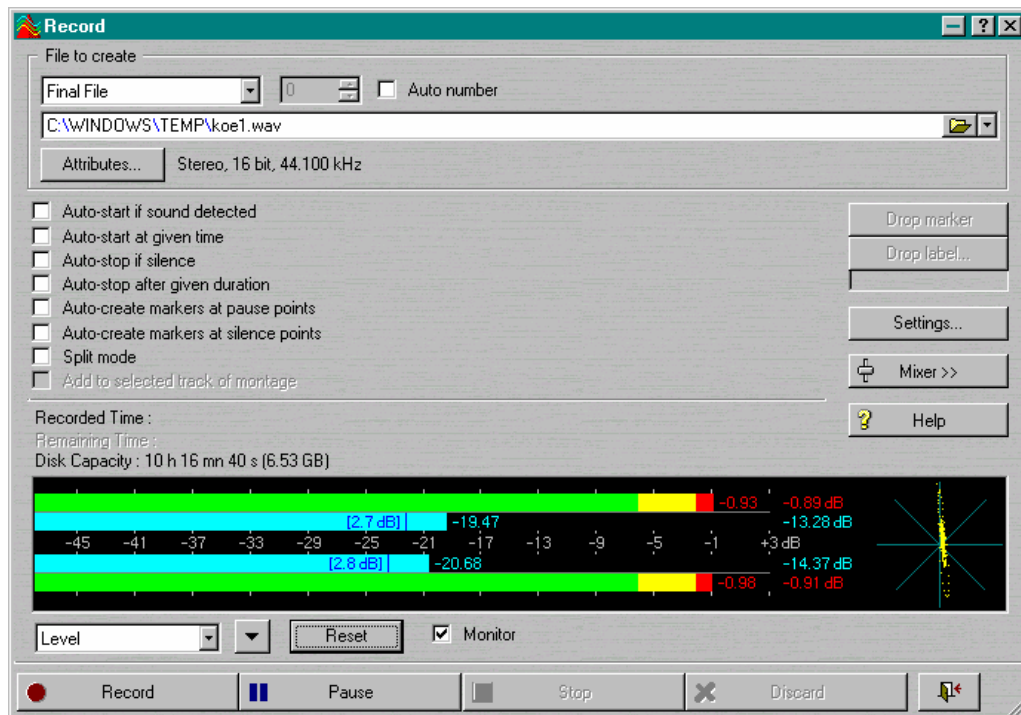 Record
File to create
Final File 0 Auto number
C:\WINDOWS\TEMP\koe1.wav
Attributes... Stereo, 16 bit, 44.100 kHz
Auto-start if sound detected
Auto-start at given time
Auto-stop if silence
Auto-stop after given duration
Auto-create markers at pause points
Auto-create markers at silence points
Split mode
Add to selected track of montage
Drop marker
Drop label...
Settings...
Mixer >>
Help
Recorded Time :
Remaining Time :
Disk Capacity : 10 h 16 mn 40 s (6.53 GB)
-0.93 -0.89 dB
[2.7 dB] -19.47 -13.28 dB
-45 -41 -37 -33 -29 -25 -21 -17 -13 -9 -5 -1 +3 dB
[2.8 dB] -20.68 -14.37 dB
-0.98 -0.91 dB
Level Reset Monitor
Record Pause Stop Discard